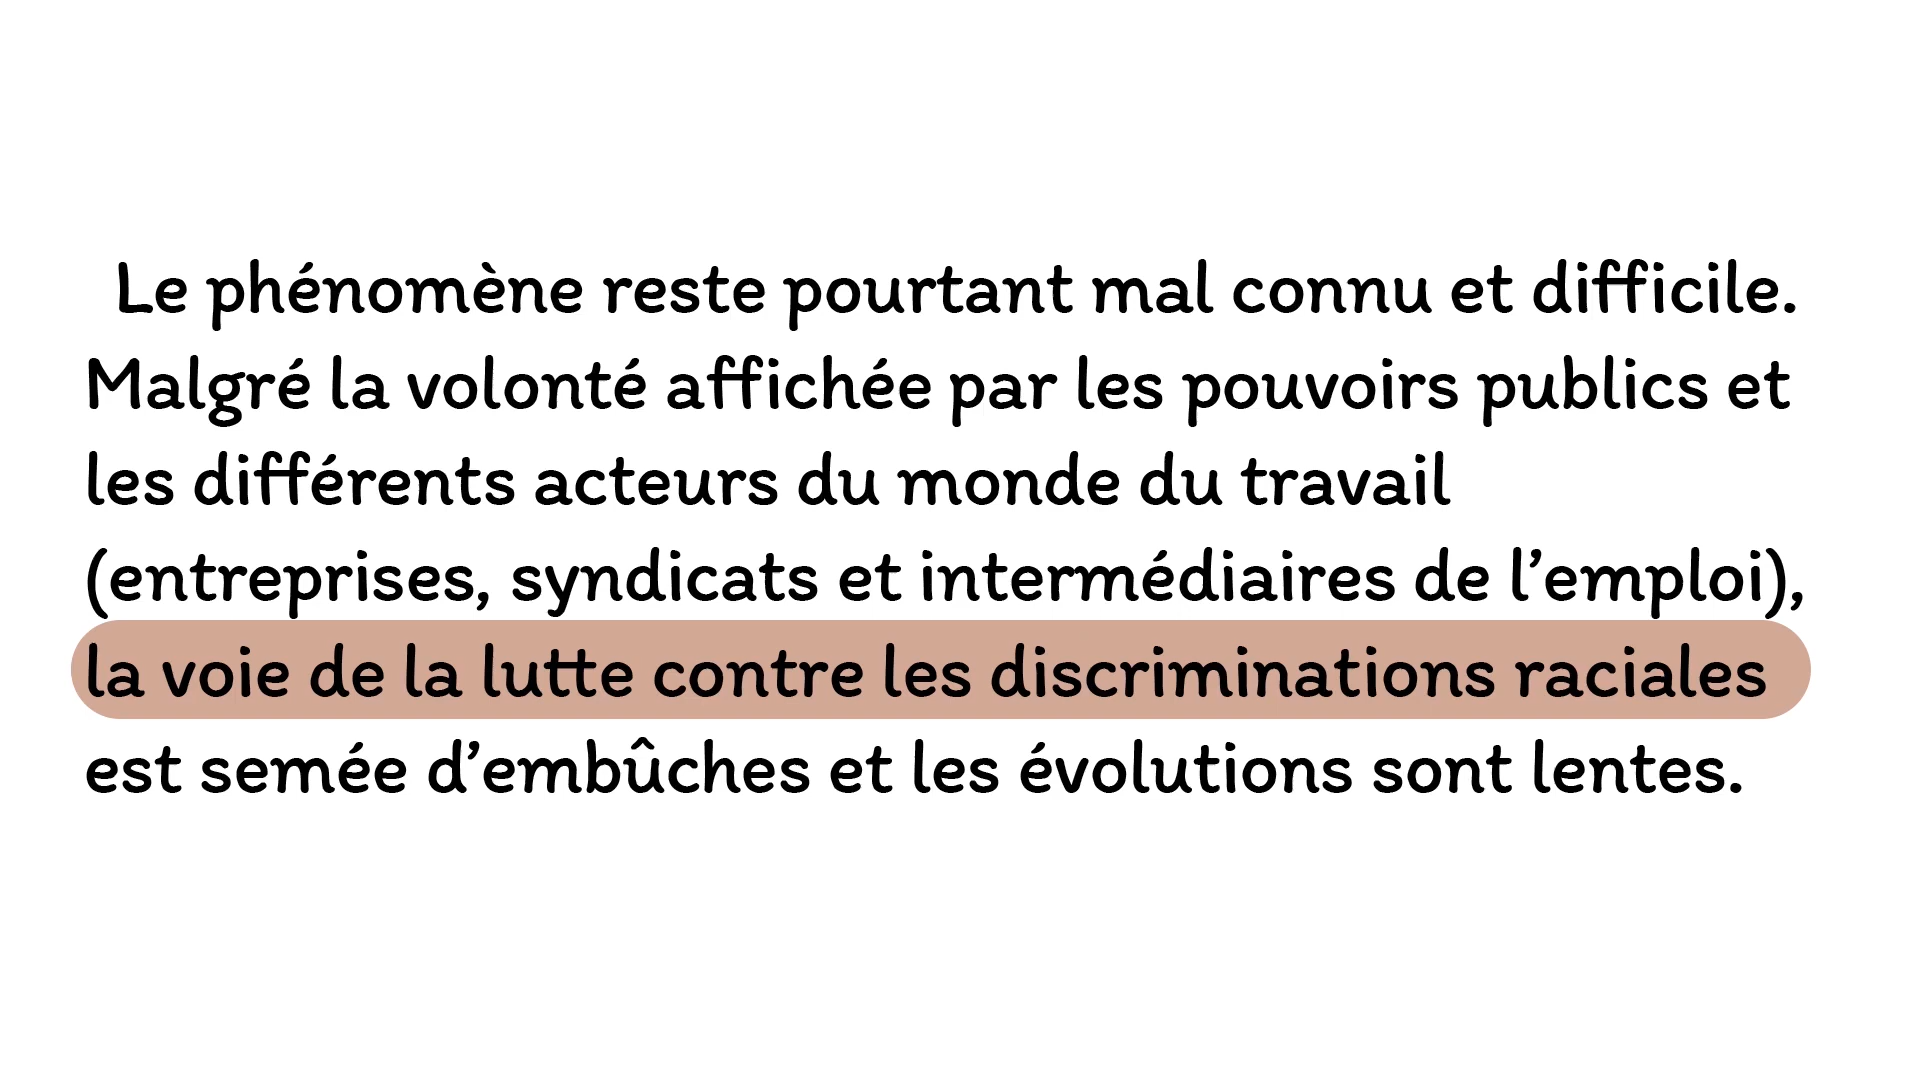 Le phénomène reste pourtant mal connu et difficile.
Malgré la volonté affichée par les pouvoirs publics et
les différents acteurs du monde du travail
(entreprises, syndicats et intermédiaires de l’emploi),
la voie de la lutte contre les discriminations raciales
est semée d’embûches et les évolutions sont lentes.